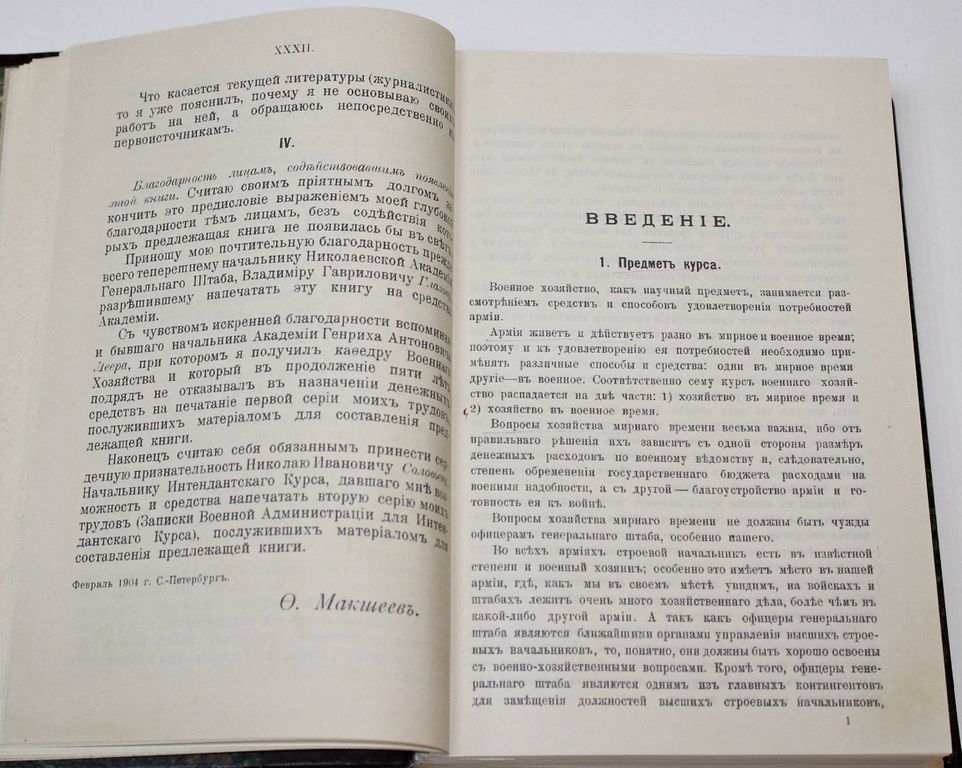 XXXII.
Что касается текущей литературы (журналистики
то я уже пояснил, почему я не основываю своихъ
работъ на ней, а обращаюсь непосредственно къ
первоисточникам.
IV.
Благодарность лицамъ, содѣйствовавшимъ появленію
этой книги. Считаю своимъ пріятнымъ долгомъ за-
кончить это предисловіе выраженіемъ моей глубокой
благодарности тѣмъ лицамъ, безъ содѣйствія кото-
рыхъ предлежащая книга не появилась бы въ свѣтъ.
Приношу мою почтительную благодарность прежде
всего теперешнему начальнику Николаевской Академіи
Генеральнаго Штаба, Владиміру Гавриловичу
разрѣшившему напечатать эту книгу на средства
Академіи.
Съ чувствомъ искренней благодарности вспоминаю
и бывшаго начальника Академіи Генриха Антоновича
Леера, при которомъ я получилъ каѳедру Военнаго
Хозяйства и который въ продолженіе пяти лѣтъ
подрядъ не отказывалъ въ назначеніи денежныхъ
средствъ на печатаніе первой серіи моихъ трудовъ,
послужившихъ матеріаломъ для составленія пред-
лежащей книги.
Наконецъ считаю себя обязаннымъ принести сер-
дечную признательность Николаю Ивановичу Соловьеву,
Начальнику Интендантскаго Курса, давшаго мнѣ воз-
можность и средства напечатать вторую серію моихъ
трудовъ (Записки Военной Администраціи для Интен-
дантскаго Курса), послужившихъ матеріаломъ для
составленія предлежащей книги.
Февраль 1904 г. С.-Петербургъ.
Ѳ. Макшеевъ.
ВВЕДЕНІЕ.
1. Предметъ курса.
Военное хозяйство, какъ научный предметъ, занимается раз-
смотрѣніемъ средствъ и способовъ удовлетворенія потребностей
арміи.
Армія живетъ и дѣйствуетъ разно въ мирное и военное время;
поэтому и къ удовлетворенію ея потребностей необходимо при-
мѣнять различные способы и средства: одни въ мирное время
другіе—въ военное. Соотвѣтственно сему курсъ военнаго хозяй-
ство распадается на двѣ части: 1) хозяйство въ мирное время и
2) хозяйство въ военное время.
Вопросы хозяйства мирнаго времени весьма важны, ибо отъ
правильнаго рѣшенія ихъ зависитъ съ одной стороны размѣръ
денежныхъ расходовъ по военному вѣдомству и, слѣдовательно,
степень обремененія государственнаго бюджета расходами на
военныя надобности, а съ другой — благоустройство арміи и го-
товность ея къ войнѣ.
Вопросы хозяйства мирнаго времени не должны быть чужды
офицерамъ генеральнаго штаба, особенно нашего.
Во всѣхъ арміяхъ строевой начальникъ есть въ извѣстной
степени и военный хозяинъ; особенно это имѣетъ мѣсто въ нашей
арміи, гдѣ, какъ мы въ своемъ мѣстѣ увидимъ, на войскахъ и
штабахъ лежитъ очень много хозяйственнаго дѣла, болѣе чѣмъ въ
какой-либо другой арміи. А такъ какъ офицеры генеральнаго
штаба являются ближайшими органами управленія высшихъ строе-
выхъ начальниковъ, то, понятно, они должны быть хорошо освоены
съ военно-хозяйственными вопросами. Кромѣ того, офицеры гене-
ральнаго штаба являются однимъ изъ главныхъ контингентовъ
для замѣщенія должностей высшихъ строевыхъ начальниковъ,
1